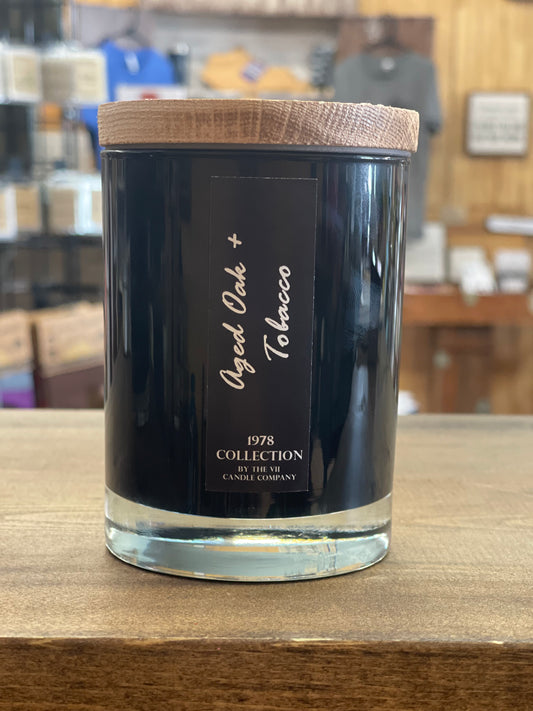 Aged Oak +
Tobacco
1978
COLLECTION
BY THE VII
CANDLE COMPANY